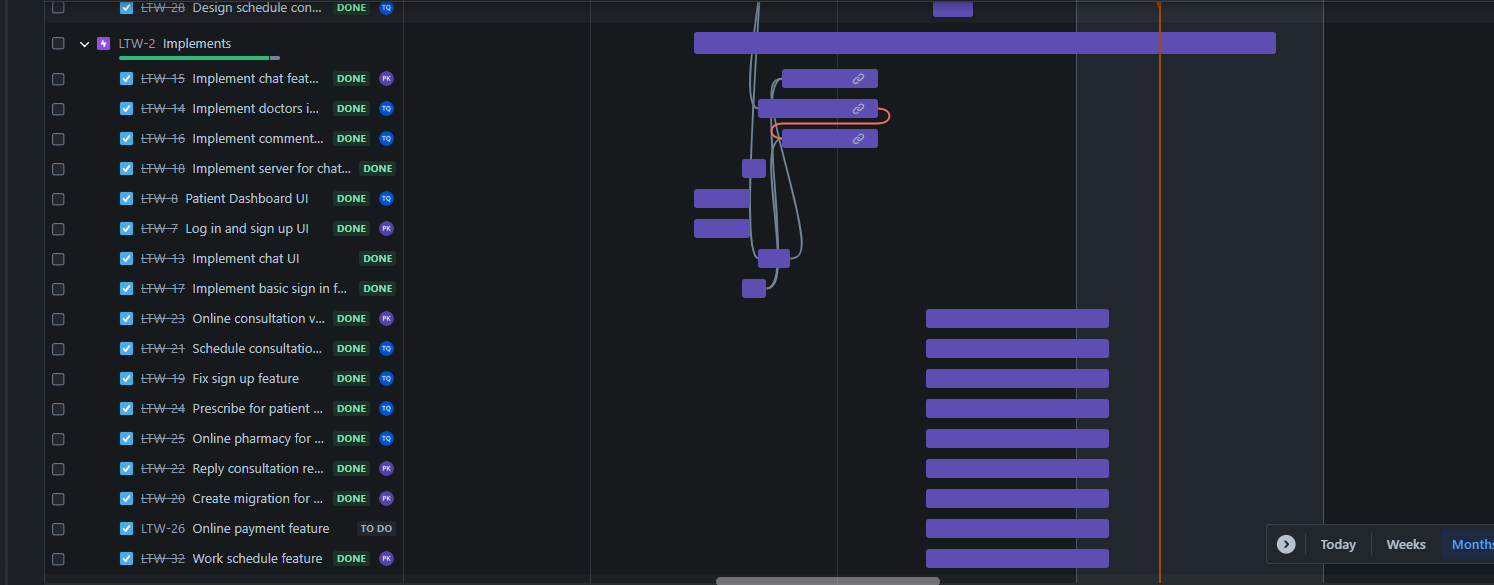 LTW-28 Design schedule con... DONE TQ
LTW-2 Implements
LTW-15 Implement chat feat... DONE PK
LTW-14 Implement doctors i... DONE TQ
LTW-16 Implement comment... DONE TQ
LTW-18 Implement server for chat... DONE
LTW-8 Patient Dashboard UI DONE TQ
LTW-7 Log in and sign up UI DONE PK
LTW-13 Implement chat UI DONE
LTW-17 Implement basic sign in f... DONE
LTW-23 Online consultation v... DONE PK
LTW-21 Schedule consultatio... DONE TQ
LTW-19 Fix sign up feature DONE TQ
LTW-24 Prescribe for patient ... DONE TQ
LTW-25 Online pharmacy for ... DONE TQ
LTW-22 Reply consultation re... DONE PK
LTW-20 Create migration for ... DONE PK
LTW-26 Online payment feature TO DO
LTW-32 Work schedule feature DONE PK
Today Weeks Months